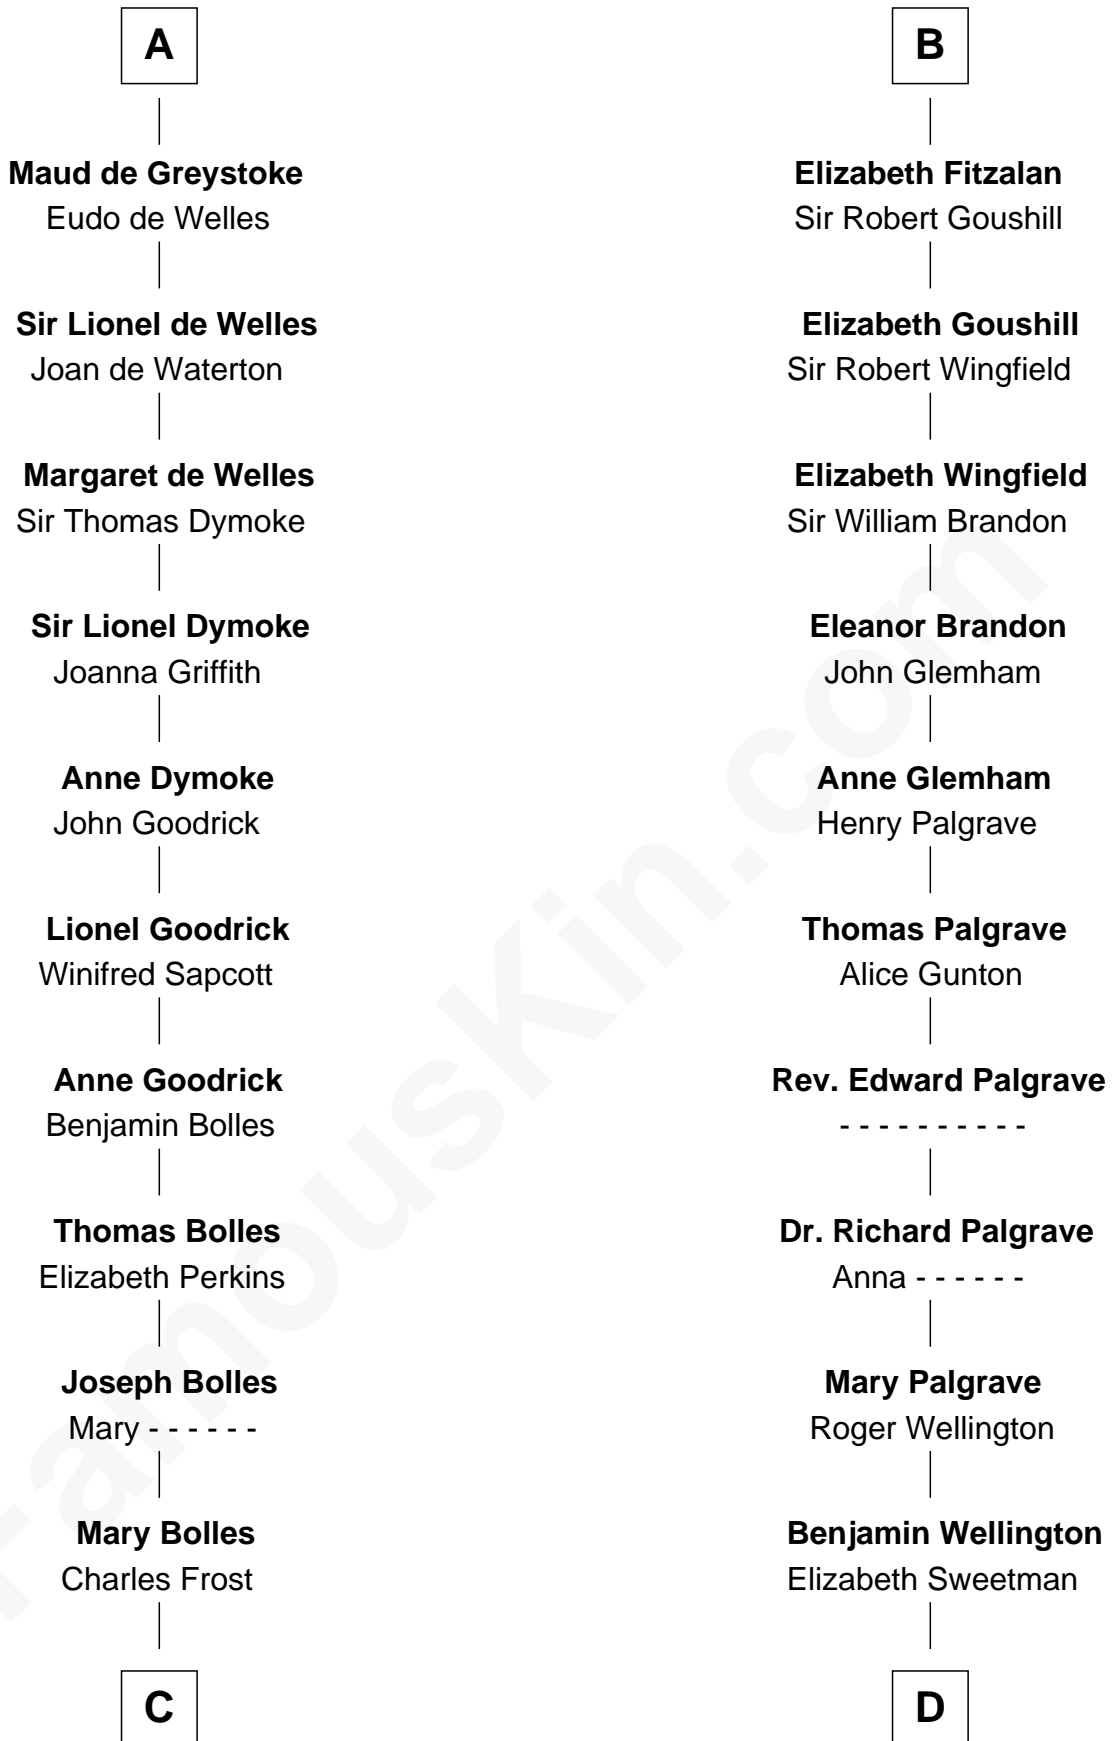 A
Maud de Greystoke
Eudo de Welles
Sir Lionel de Welles
Joan de Waterton
Margaret de Welles
Sir Thomas Dymoke
Sir Lionel Dymoke
Joanna Griffith
Anne Dymoke
John Goodrick
Lionel Goodrick
Winifred Sapcott
Anne Goodrick
Benjamin Bolles
Thomas Bolles
Elizabeth Perkins
Joseph Bolles
Mary - - - - - -
Mary Bolles
Charles Frost
C
B
Elizabeth Fitzalan
Sir Robert Goushill
Elizabeth Goushill
Sir Robert Wingfield
Elizabeth Wingfield
Sir William Brandon
Eleanor Brandon
John Glemham
Anne Glemham
Henry Palgrave
Thomas Palgrave
Alice Gunton
Rev. Edward Palgrave
- - - - - - - - - -
Dr. Richard Palgrave
Anna - - - - - -
Mary Palgrave
Roger Wellington
Benjamin Wellington
Elizabeth Sweetman
D
FamousKin.com